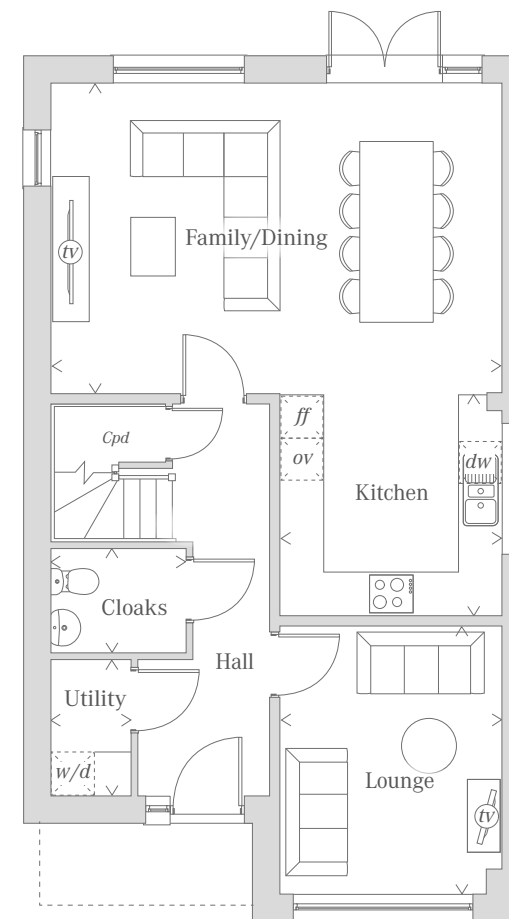 Family/Dining
tv
Cpd
ff
ov
dw
Kitchen
Cloaks
Hall
Utility
w/d
Lounge
tv